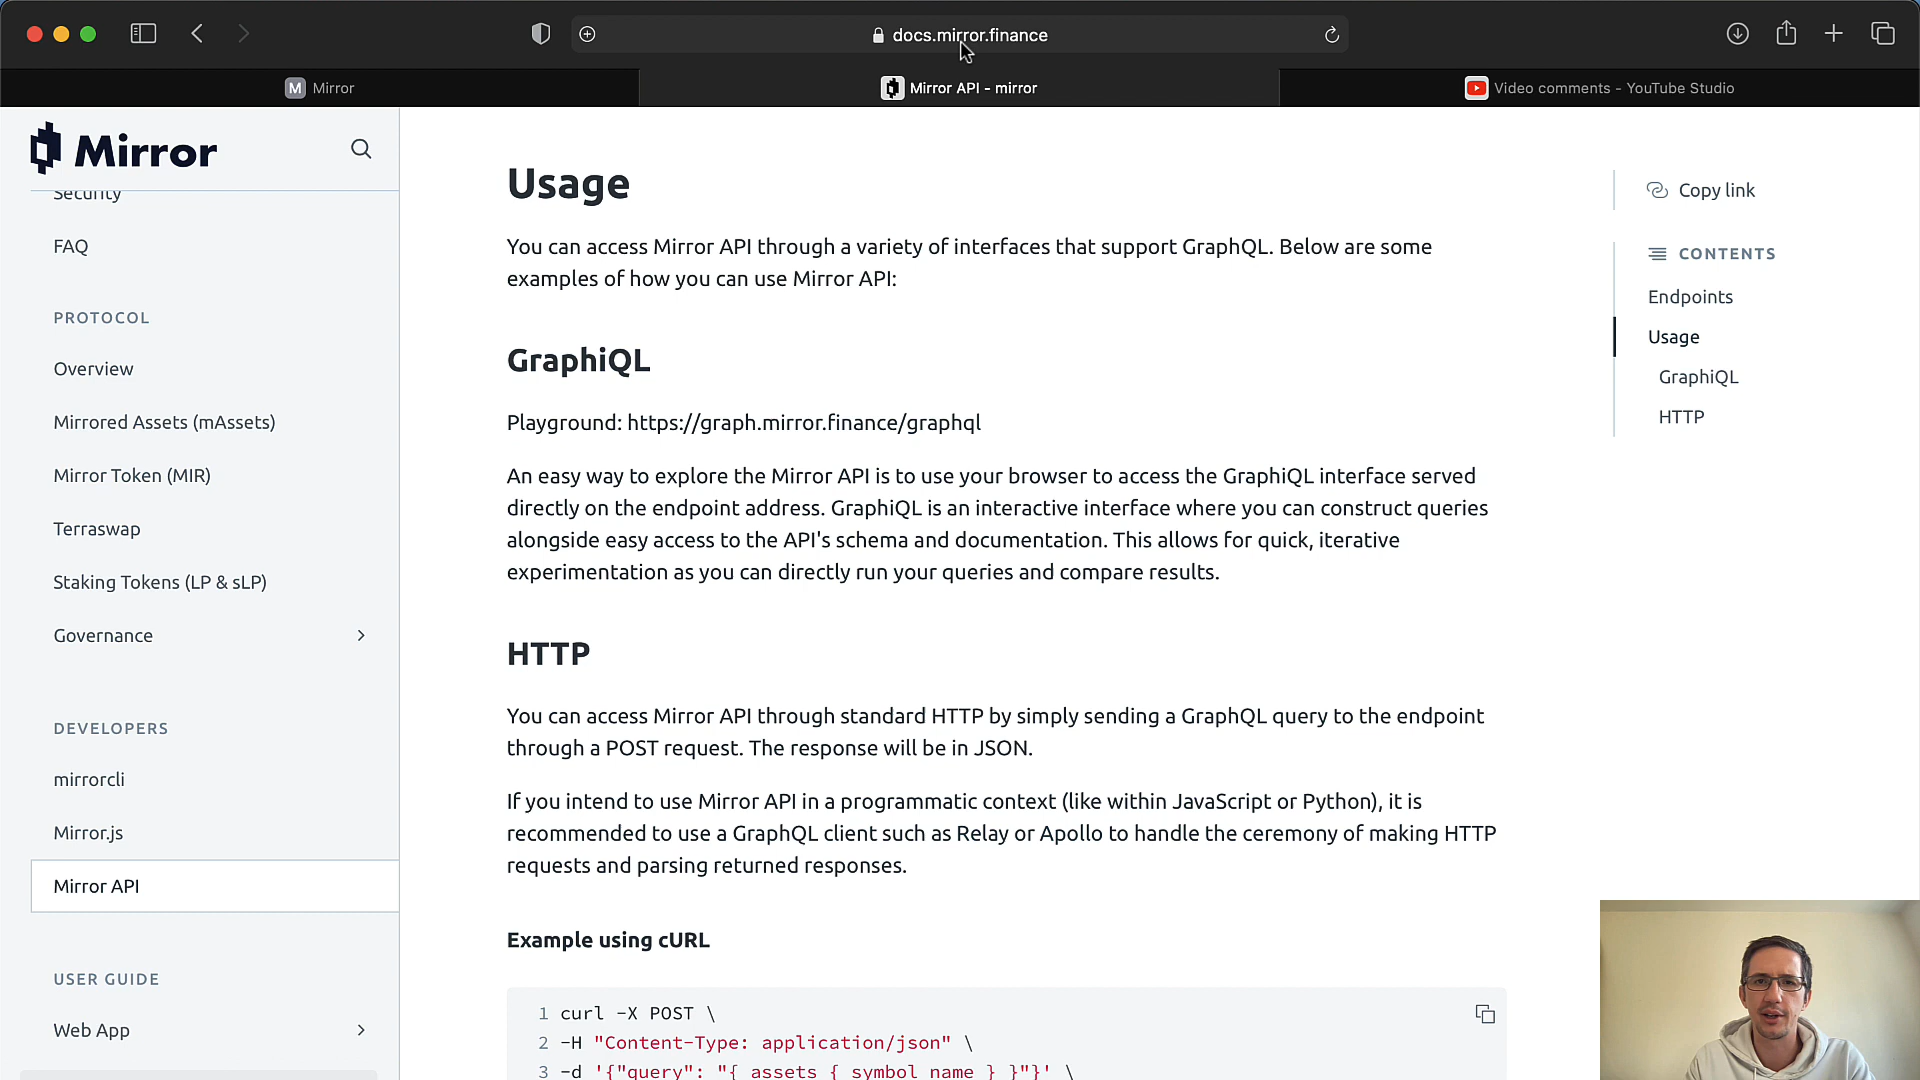 docs.mirror.finance
M Mirror
Mirror API - mirror
Video comments - YouTube Studio
Mirror
Security
FAQ
PROTOCOL
Overview
Mirrored Assets (mAssets)
Mirror Token (MIR)
Terraswap
Staking Tokens (LP & sLP)
Governance
DEVELOPERS
mirrorcli
Mirror.js
Mirror API
USER GUIDE
Web App
Usage
You can access Mirror API through a variety of interfaces that support GraphQL. Below are some
examples of how you can use Mirror API:
GraphiQL
Playground: https://graph.mirror.finance/graphql
An easy way to explore the Mirror API is to use your browser to access the GraphiQL interface served
directly on the endpoint address. GraphiQL is an interactive interface where you can construct queries
alongside easy access to the API's schema and documentation. This allows for quick, iterative
experimentation as you can directly run your queries and compare results.
HTTP
You can access Mirror API through standard HTTP by simply sending a GraphQL query to the endpoint
through a POST request. The response will be in JSON.
If you intend to use Mirror API in a programmatic context (like within JavaScript or Python), it is
recommended to use a GraphQL client such as Relay or Apollo to handle the ceremony of making HTTP
requests and parsing returned responses.
Example using cURL
1 curl -X POST \
2 -H "Content-Type: application/json" \
3 -d '{"query": "{ assets { symbol name } }"}' \
Copy link
CONTENTS
Endpoints
Usage
GraphiQL
HTTP